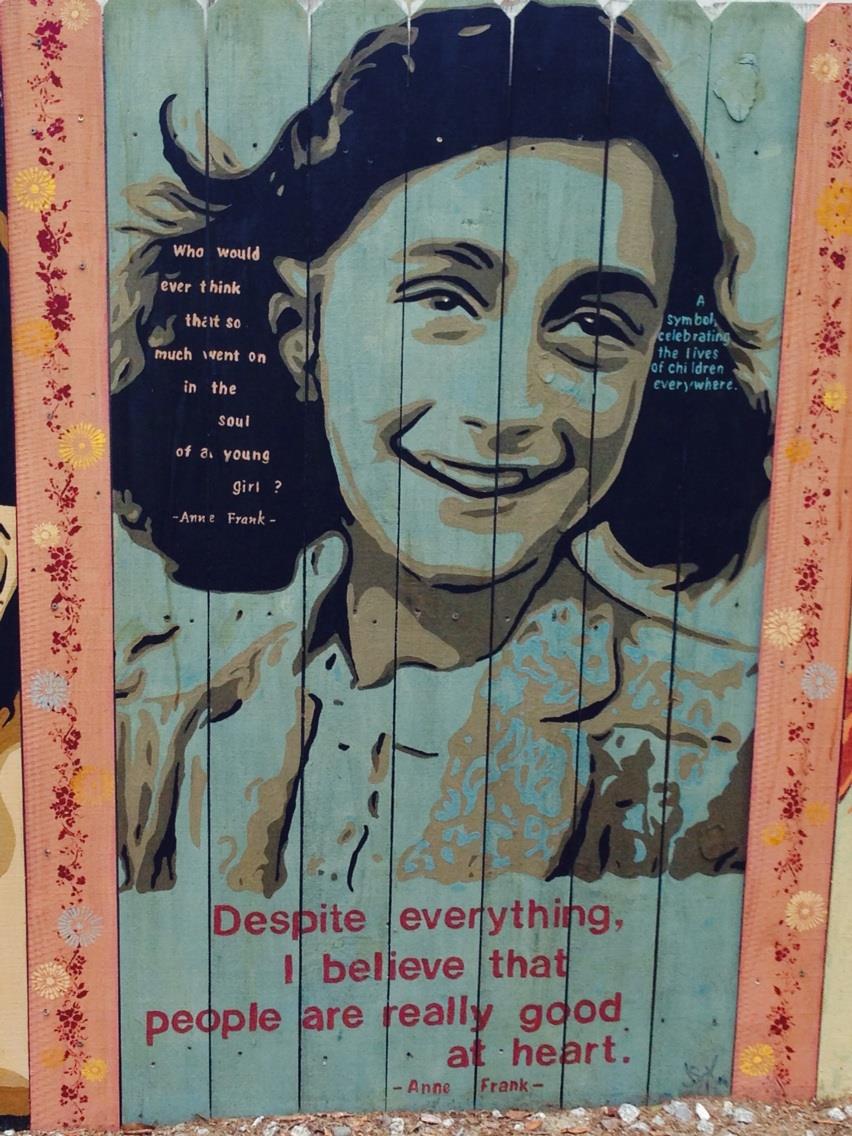 Who would
ever think
that so
much went on
in the
soul
of a young
girl ?
-Anne Frank-
A
symbol,
celebrating
the lives
of children
everywhere.
Despite everything,
I believe that
people are really good
at heart.
-Anne Frank-